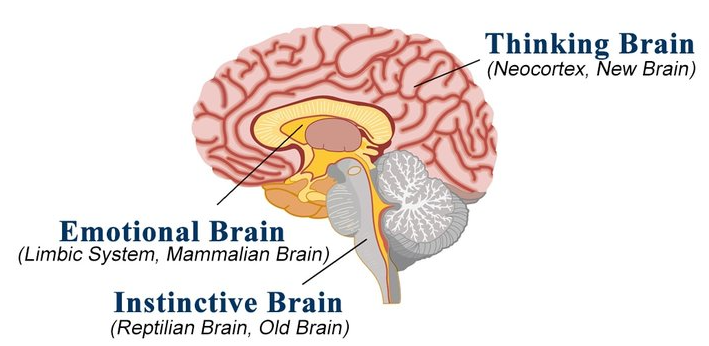 Thinking Brain
(Neocortex, New Brain)
Emotional Brain
(Limbic System, Mammalian Brain)
Instinctive Brain
(Reptilian Brain, Old Brain)